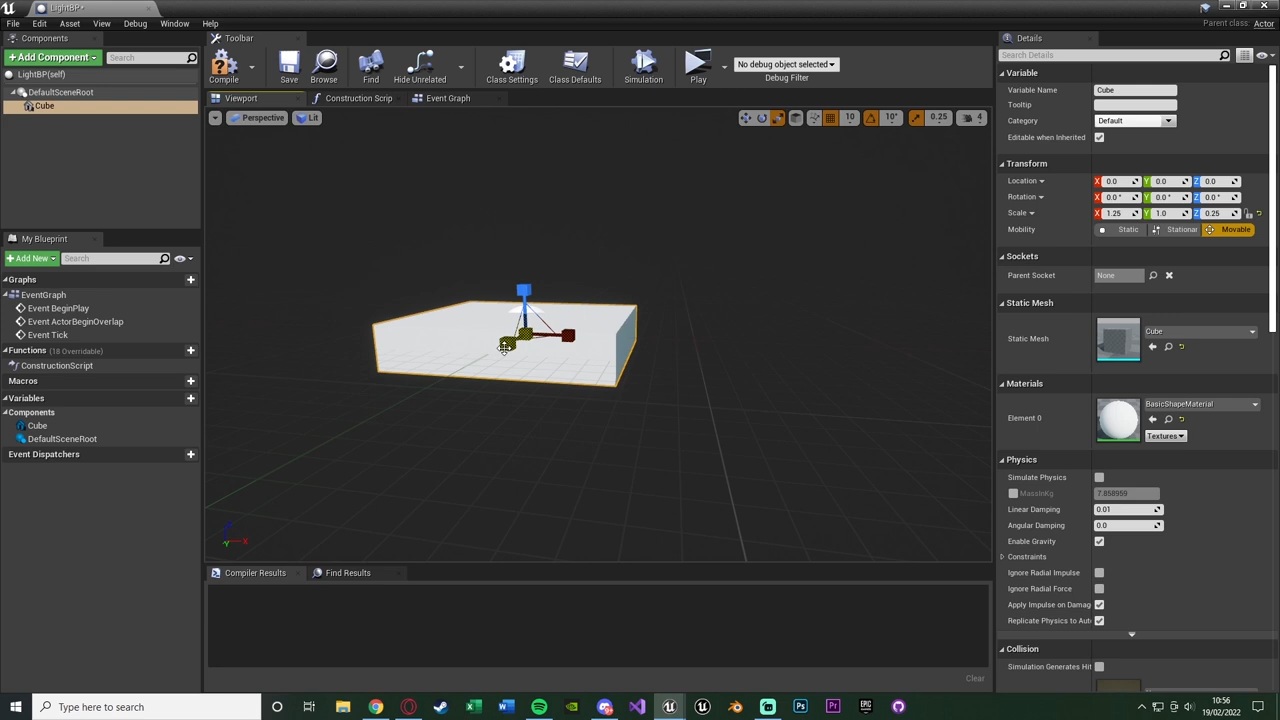 LightBP*
File Edit Asset View Debug Window Help
Parent class: Actor
Components
Toolbar
Details
Add Component
Search
LightBP(self)
DefaultSceneRoot
Cube
Compile
Save
Browse
Find
Hide Unrelated
Class Settings
Class Defaults
Simulation
Play
No debug object selected
Debug Filter
Viewport
Construction Scrip
Event Graph
Perspective
Lit
10
10°
0.25
4
X
Y
My Blueprint
Add New
Search
Graphs
EventGraph
Event BeginPlay
Event ActorBeginOverlap
Event Tick
Functions (18 Overridable)
ConstructionScript
Macros
Variables
Components
Cube
DefaultSceneRoot
Event Dispatchers
Compiler Results
Find Results
Clear
Search Details
Variable
Variable Name Cube
Tooltip
Category Default
Editable when Inherited
Transform
Location X 0.0 Y 0.0 Z 0.0
Rotation X 0.0 ° Y 0.0 ° Z 0.0 °
Scale X 1.25 Y 1.0 Z 0.25
Mobility Static Stationar Movable
Sockets
Parent Socket None
Static Mesh
Static Mesh Cube
Materials
Element 0 BasicShapeMaterial
Textures
Physics
Simulate Physics
MassInKg 7.858959
Linear Damping 0.01
Angular Damping 0.0
Enable Gravity
Constraints
Ignore Radial Impulse
Ignore Radial Force
Apply Impulse on Damag
Replicate Physics to Aut
Collision
Simulation Generates Hit
Type here to search
10:56
19/02/2022